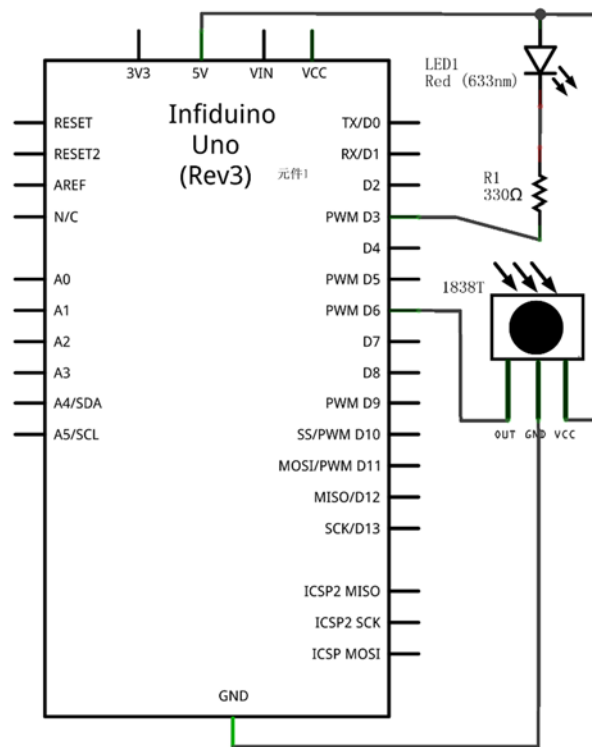 3V3
5V
VIN
VCC
Infiduino
Uno
(Rev3)
元件1
RESET
RESET2
AREF
N/C
A0
A1
A2
A3
A4/SDA
A5/SCL
TX/D0
RX/D1
D2
PWM D3
D4
PWM D5
PWM D6
D7
D8
PWM D9
SS/PWM D10
MOSI/PWM D11
MISO/D12
SCK/D13
ICSP2 MISO
ICSP2 SCK
ICSP MOSI
GND
LED1
Red (633nm)
R1
330Ω
1838T
OUT GND VCC